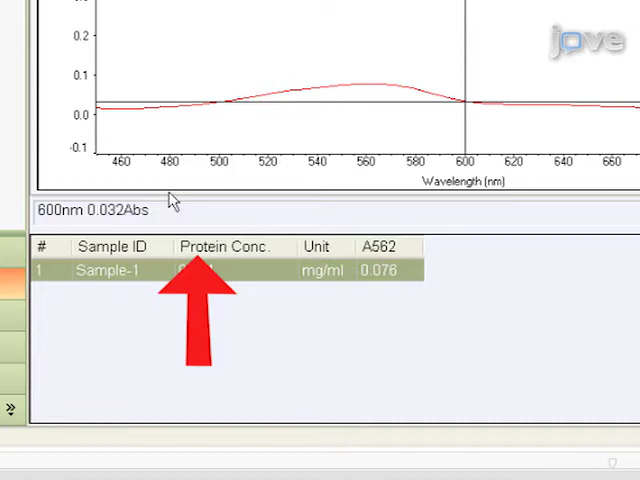 jove
0.2
0.1
0.0
-0.1
460 480 500 520 540 560 580 600 620 640 660
Wavelength (nm)
600nm 0.032Abs
# Sample ID Protein Conc. Unit A562
1 Sample-1 mg/ml 0.076